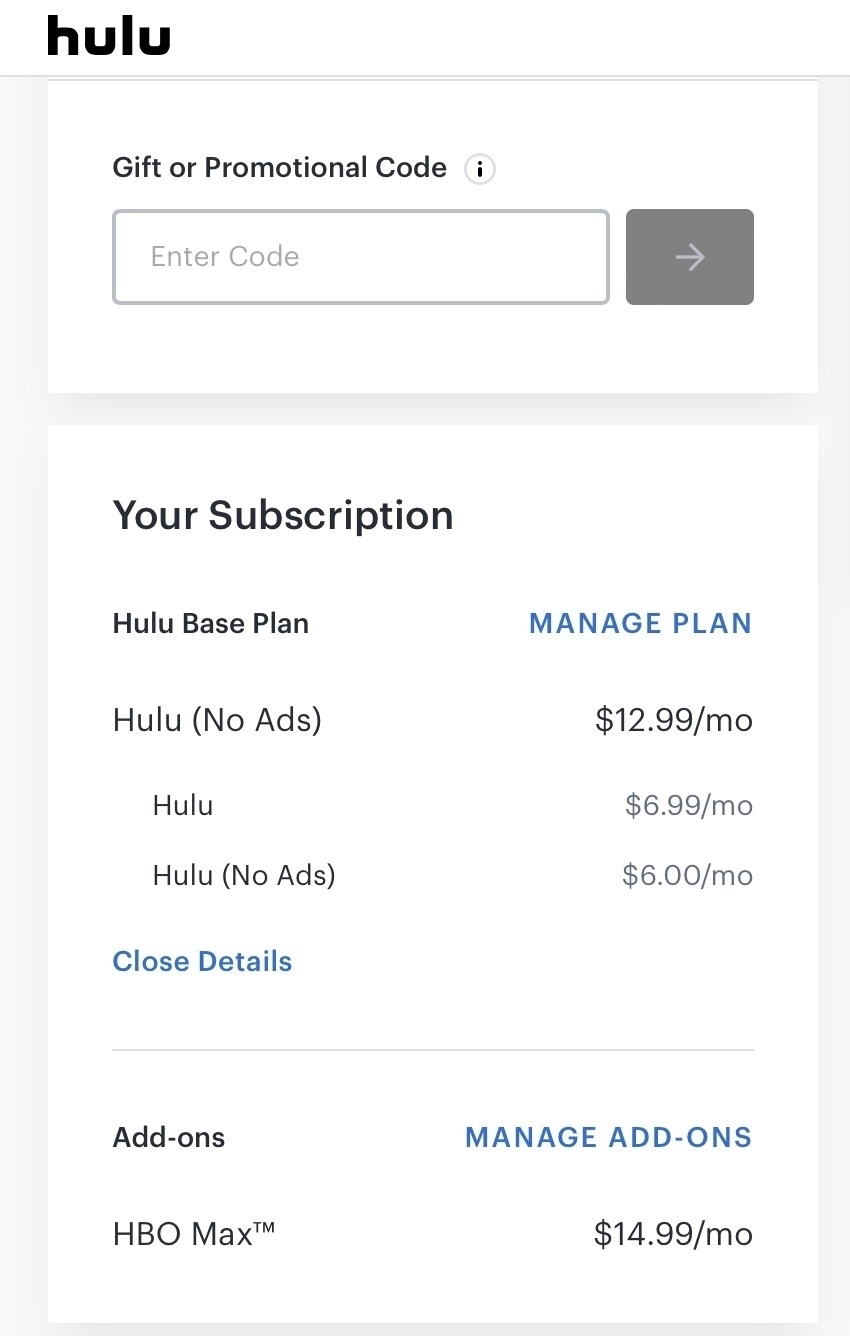 hulu
Gift or Promotional Code i
Enter Code
Your Subscription
Hulu Base Plan MANAGE PLAN
Hulu (No Ads) $12.99/mo
Hulu $6.99/mo
Hulu (No Ads) $6.00/mo
Close Details
Add-ons MANAGE ADD-ONS
HBO Max™ $14.99/mo